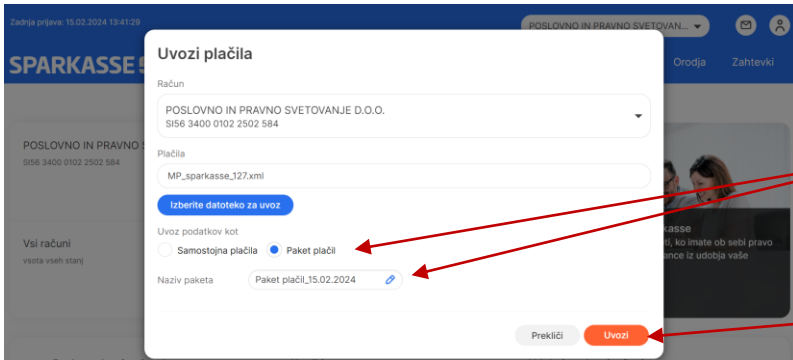 Zadnja prijava: 15.02.2024 13:41:29
POSLOVNO IN PRAVNO SVETOVAN...
SPARKASSE
Orodja
Zahtevki
Uvozi plačila
Račun
POSLOVNO IN PRAVNO SVETOVANJE D.O.O.
SI56 3400 0102 2502 584
POSLOVNO IN PRAVNO
SI56 3400 0102 2502 584
Plačila
MP_sparkasse_127.xml
Izberite datoteko za uvoz
Uvoz podatkov kot
Samostojna plačila
Paket plačil
Vsi računi
vsota vseh stanj
kasse
ti, ko imate ob sebi pravo
ance iz udobja vaše
Naziv paketa
Paket plačil_15.02.2024
Prekliči
Uvozi